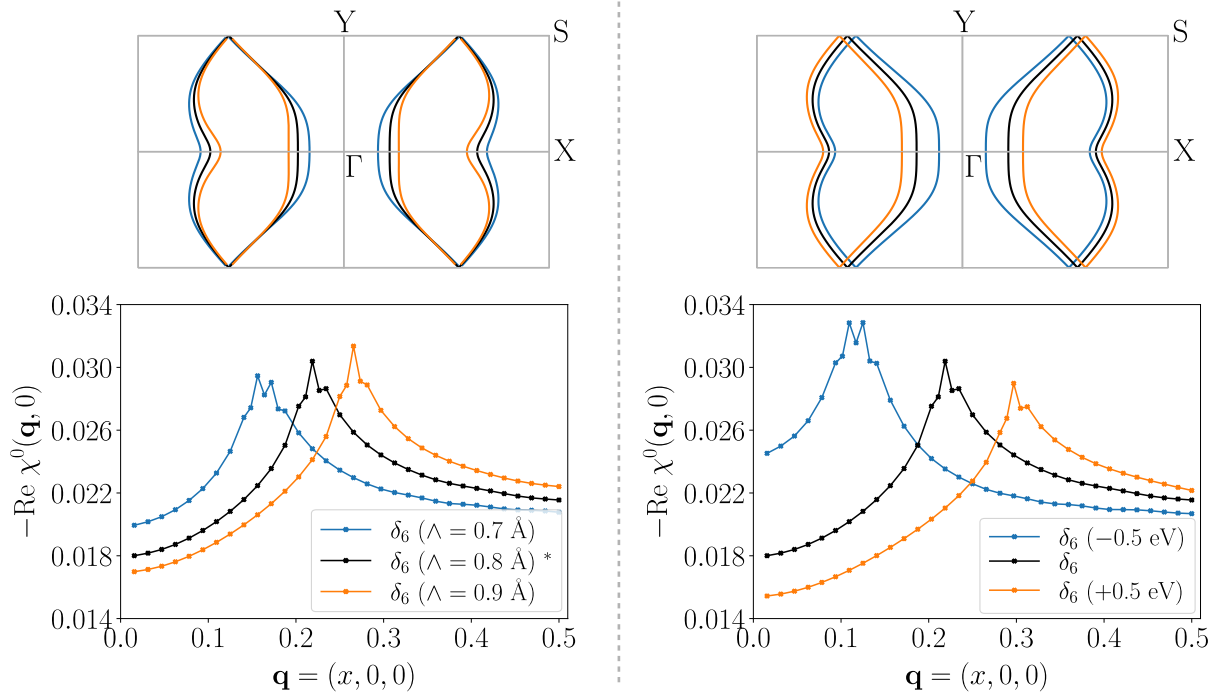 Y
S
X
Γ
Y
S
X
Γ
0.034
0.030
0.026
0.022
0.018
0.014
−Re χ⁰(q, 0)
δ₆ (∧ = 0.7 Å)
δ₆ (∧ = 0.8 Å) *
δ₆ (∧ = 0.9 Å)
0.0 0.1 0.2 0.3 0.4 0.5
q = (x, 0, 0)
0.034
0.030
0.026
0.022
0.018
0.014
−Re χ⁰(q, 0)
δ₆ (−0.5 eV)
δ₆
δ₆ (+0.5 eV)
0.0 0.1 0.2 0.3 0.4 0.5
q = (x, 0, 0)